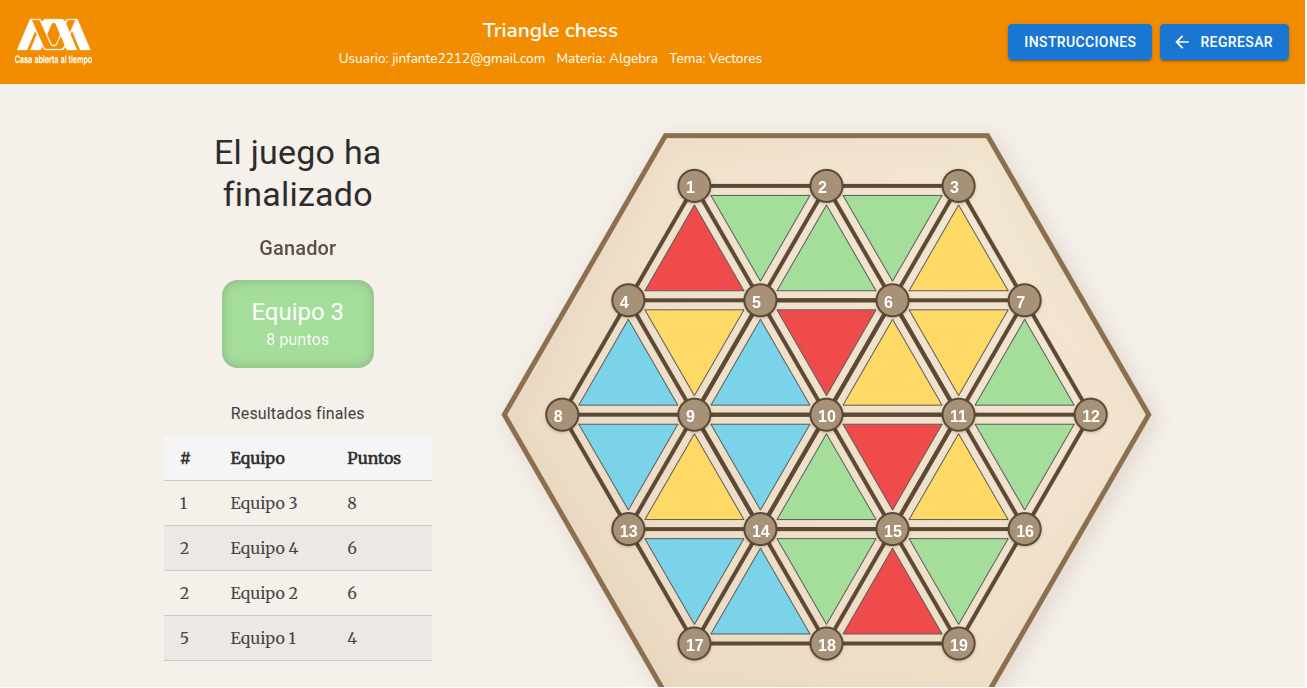 Casa abierta al tiempo
Triangle chess
Usuario: jinfante2212@gmail.com Materia: Algebra Tema: Vectores
INSTRUCCIONES
REGRESAR
El juego ha
finalizado
Ganador
Equipo 3
8 puntos
Resultados finales
# Equipo Puntos
1 Equipo 3 8
2 Equipo 4 6
2 Equipo 2 6
5 Equipo 1 4
1 2 3
4 5 6 7
8 9 10 11 12
13 14 15 16
17 18 19